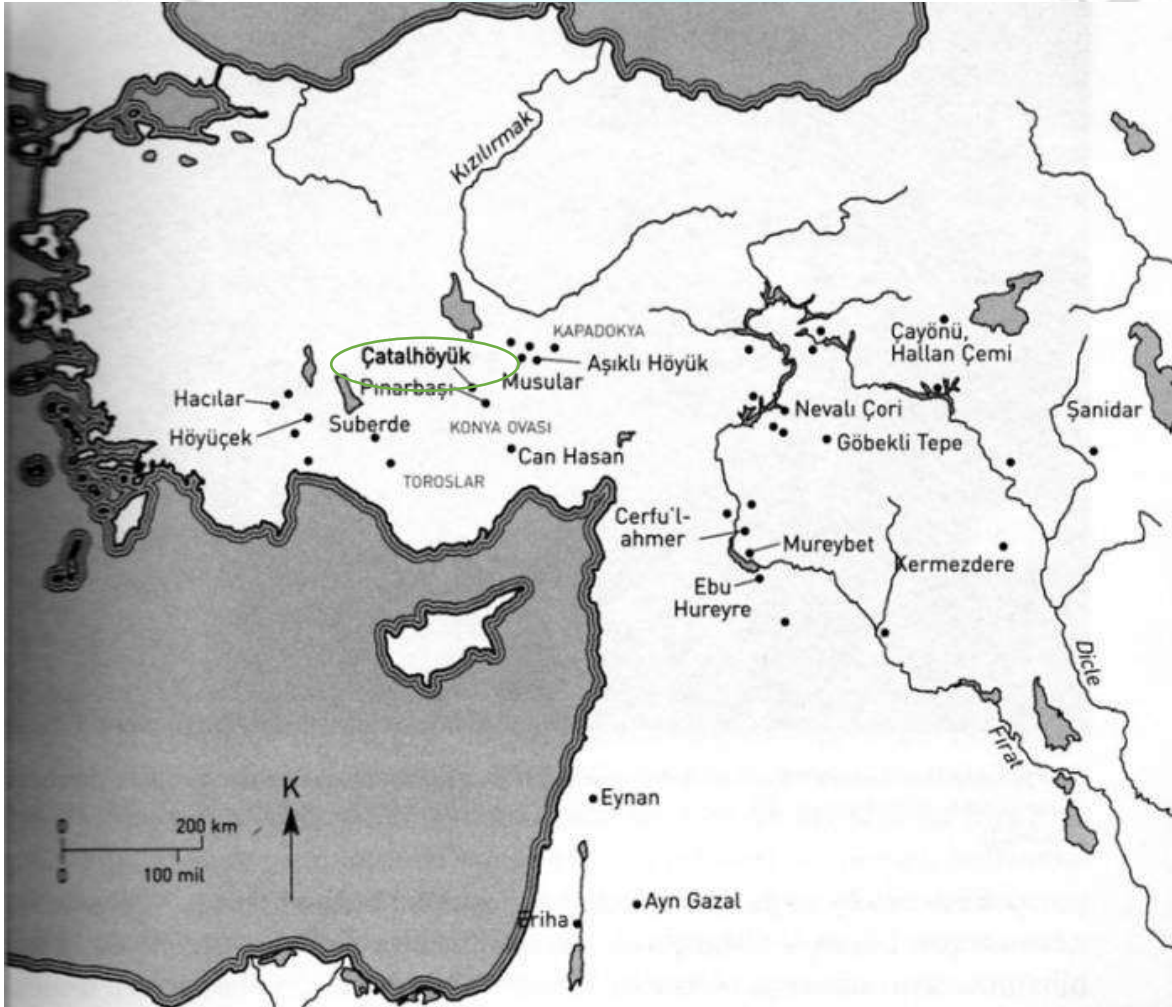 Kızılırmak
KAPADOKYA
Çatalhöyük
Aşıklı Höyük
Çayönü,
Hallan Çemi
Pınarbaşı
Musular
Hacılar
Höyüçek
Suberde
KONYA OVASI
Nevalı Çori
Şanidar
Göbekli Tepe
Can Hasan
TOROSLAR
Cerfu'l-
ahmer
Mureybet
Kermezdere
Ebu
Hureyre
Dicle
Fırat
Eynan
K
0
200 km
0
100 mil
Ayn Gazal
Eriha